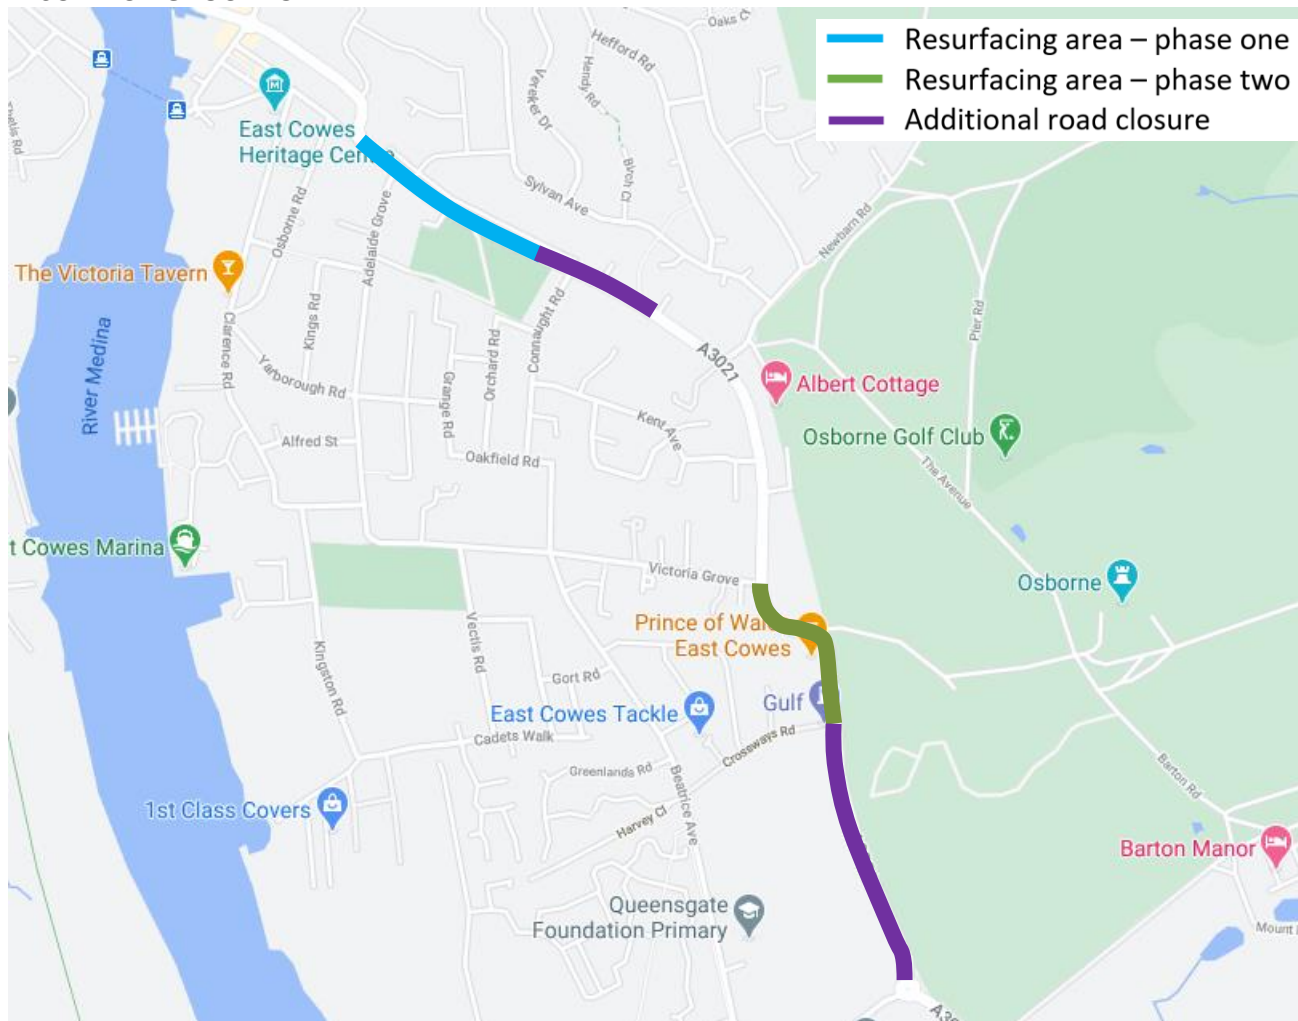 Resurfacing area – phase one
Resurfacing area – phase two
Additional road closure
Oaks Ct
Hefford Rd
Hendy Rd
Vereker Dr
Birch Cl
Sylvan Ave
Thetis Rd
East Cowes
Heritage Centre
Osborne Rd
Adelaide Grove
Newbarn Rd
The Victoria Tavern
Kings Rd
Clarence Rd
River Medina
Yarborough Rd
Connaught Rd
Orchard Rd
Grange Rd
Pier Rd
A3021
Albert Cottage
Kent Ave
Osborne Golf Club
Alfred St
Oakfield Rd
The Avenue
t Cowes Marina
Victoria Grove
Osborne
Prince of Wal
East Cowes
Vectis Rd
Kingston Rd
Gort Rd
Gulf
East Cowes Tackle
Cadets Walk
Crossways Rd
Greenlands Rd
Beatrice Ave
Barton Rd
1st Class Covers
Harvey Cl
Barton Manor
Queensgate
Foundation Primary
Mount